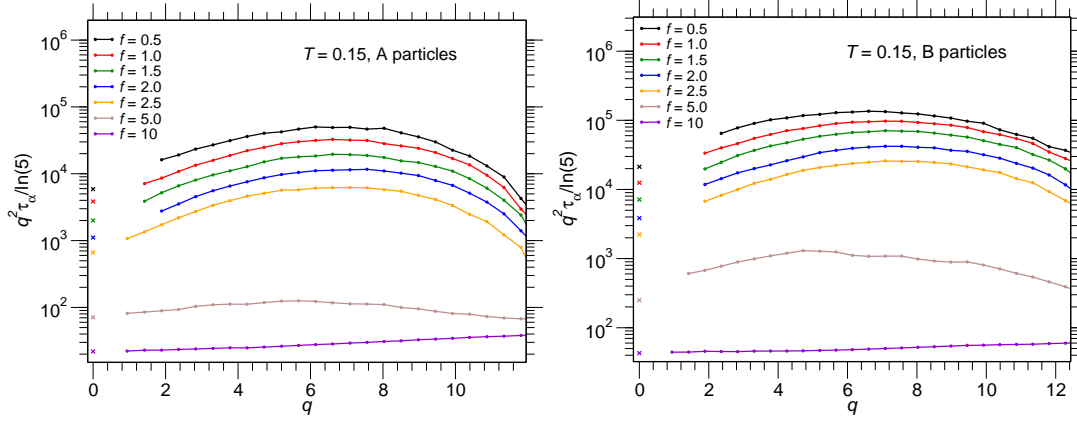 10^6
10^5
10^4
10^3
10^2
q^2τ_α/ln(5)
f = 0.5
f = 1.0
f = 1.5
f = 2.0
f = 2.5
f = 5.0
f = 10
T = 0.15, A particles
0 2 4 6 8 10
q
10^6
10^5
10^4
10^3
10^2
q^2τ_α/ln(5)
f = 0.5
f = 1.0
f = 1.5
f = 2.0
f = 2.5
f = 5.0
f = 10
T = 0.15, B particles
0 2 4 6 8 10 12
q